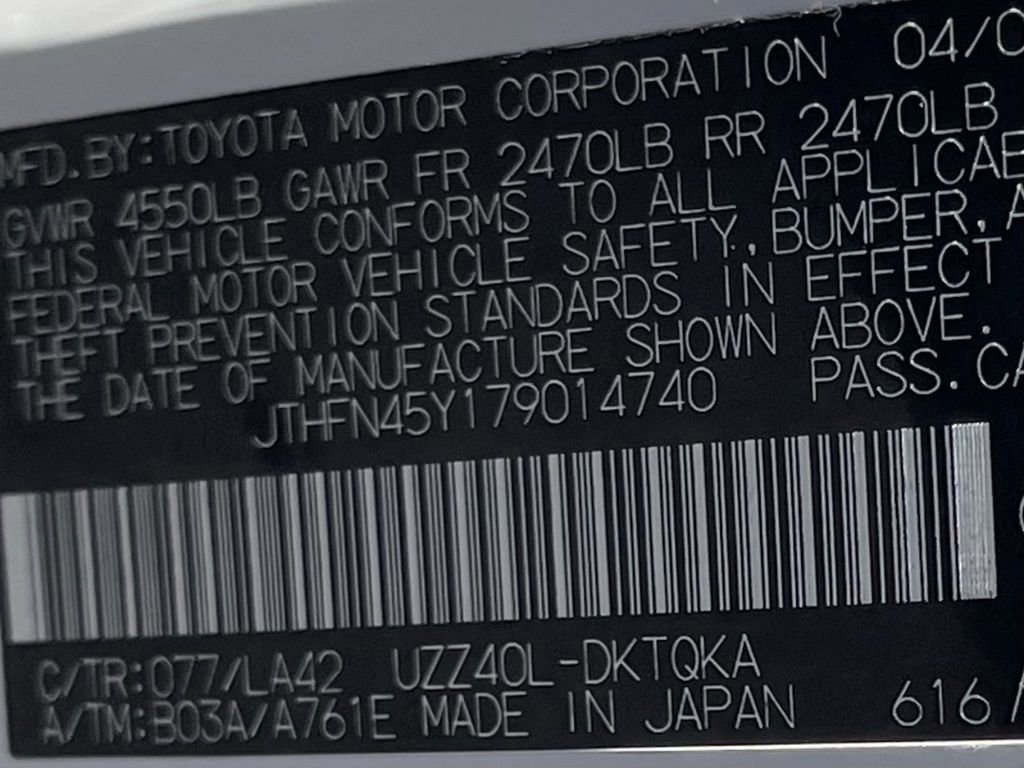 MFD. BY: TOYOTA MOTOR CORPORATION 04/0
GVWR 4550LB GAWR FR 2470LB RR 2470LB
THIS VEHICLE CONFORMS TO ALL APPLICAB
FEDERAL MOTOR VEHICLE SAFETY, BUMPER, A
THEFT PREVENTION STANDARDS IN EFFECT
THE DATE OF MANUFACTURE SHOWN ABOVE.
JTHFN45Y179014740 PASS. CA
C/TR: 077/LA42 UZZ40L-DKTQKA
A/TM: B03A/A761E MADE IN JAPAN 616/